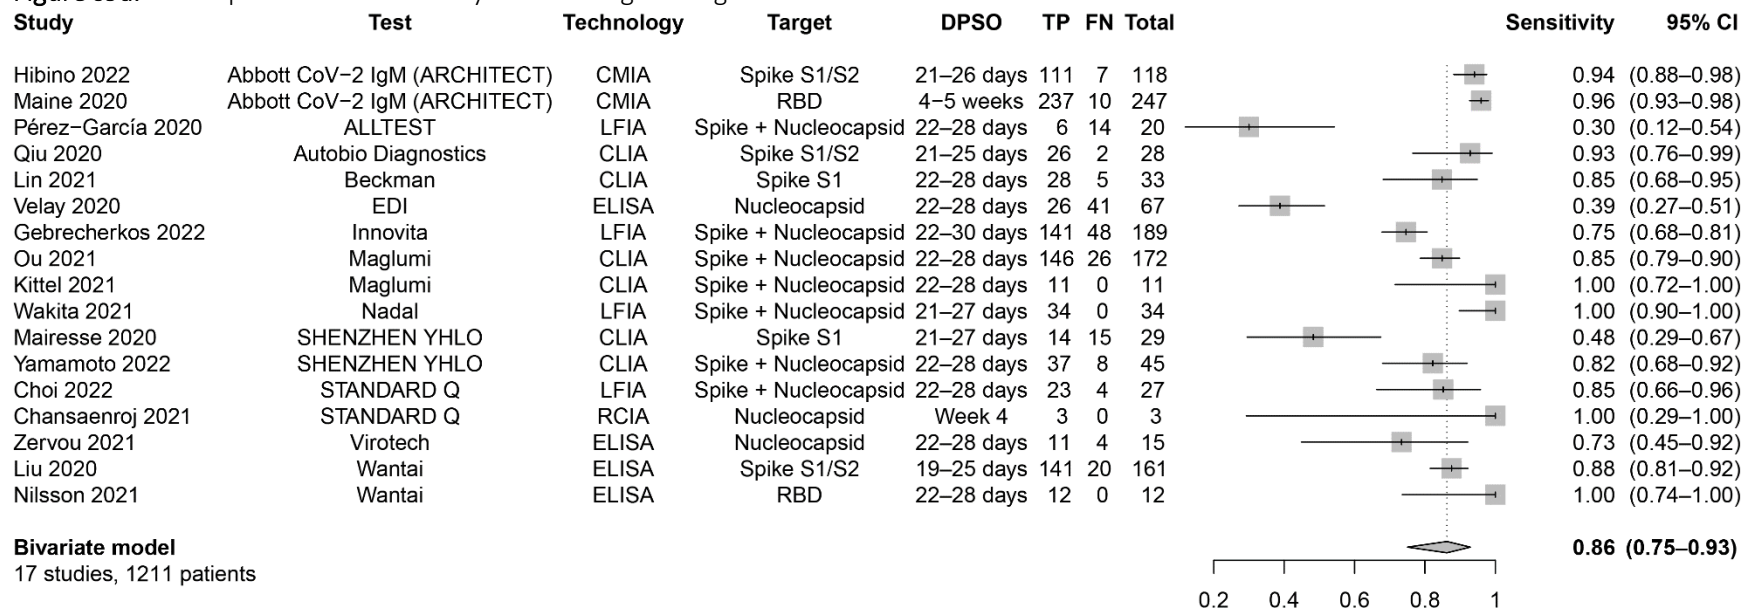 Study Test Technology Target DPSO TP FN Total Sensitivity 95% CI
Hibino 2022 Abbott CoV−2 IgM (ARCHITECT) CMIA Spike S1/S2 21–26 days 111 7 118 0.94 (0.88–0.98)
Maine 2020 Abbott CoV−2 IgM (ARCHITECT) CMIA RBD 4−5 weeks 237 10 247 0.96 (0.93–0.98)
Pérez−García 2020 ALLTEST LFIA Spike + Nucleocapsid 22–28 days 6 14 20 0.30 (0.12–0.54)
Qiu 2020 Autobio Diagnostics CLIA Spike S1/S2 21–25 days 26 2 28 0.93 (0.76–0.99)
Lin 2021 Beckman CLIA Spike S1 22–28 days 28 5 33 0.85 (0.68–0.95)
Velay 2020 EDI ELISA Nucleocapsid 22–28 days 26 41 67 0.39 (0.27–0.51)
Gebrecherkos 2022 Innovita LFIA Spike + Nucleocapsid 22–30 days 141 48 189 0.75 (0.68–0.81)
Ou 2021 Maglumi CLIA Spike + Nucleocapsid 22–28 days 146 26 172 0.85 (0.79–0.90)
Kittel 2021 Maglumi CLIA Spike + Nucleocapsid 22–28 days 11 0 11 1.00 (0.72–1.00)
Wakita 2021 Nadal LFIA Spike + Nucleocapsid 21–27 days 34 0 34 1.00 (0.90–1.00)
Mairesse 2020 SHENZHEN YHLO CLIA Spike S1 21–27 days 14 15 29 0.48 (0.29–0.67)
Yamamoto 2022 SHENZHEN YHLO CLIA Spike + Nucleocapsid 22–28 days 37 8 45 0.82 (0.68–0.92)
Choi 2022 STANDARD Q LFIA Spike + Nucleocapsid 22–28 days 23 4 27 0.85 (0.66–0.96)
Chansaenroj 2021 STANDARD Q RCIA Nucleocapsid Week 4 3 0 3 1.00 (0.29–1.00)
Zervou 2021 Virotech ELISA Nucleocapsid 22–28 days 11 4 15 0.73 (0.45–0.92)
Liu 2020 Wantai ELISA Spike S1/S2 19–25 days 141 20 161 0.88 (0.81–0.92)
Nilsson 2021 Wantai ELISA RBD 22–28 days 12 0 12 1.00 (0.74–1.00)
Bivariate model 0.86 (0.75–0.93)
17 studies, 1211 patients
0.2 0.4 0.6 0.8 1